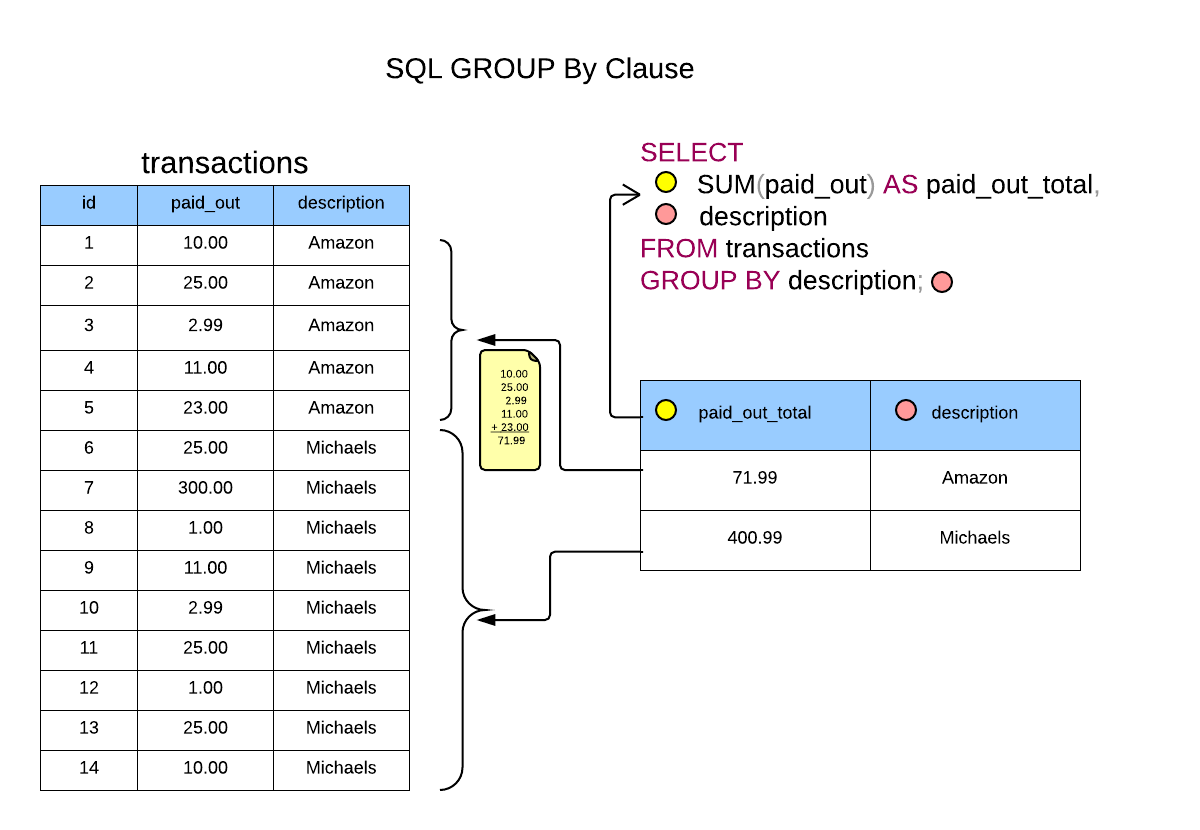 SQL GROUP By Clause
transactions
id paid_out description
1 10.00 Amazon
2 25.00 Amazon
3 2.99 Amazon
4 11.00 Amazon
5 23.00 Amazon
6 25.00 Michaels
7 300.00 Michaels
8 1.00 Michaels
9 11.00 Michaels
10 2.99 Michaels
11 25.00 Michaels
12 1.00 Michaels
13 25.00 Michaels
14 10.00 Michaels
10.00
25.00
2.99
11.00
+ 23.00
71.99
SELECT
SUM(paid_out) AS paid_out_total,
description
FROM transactions
GROUP BY description;
paid_out_total description
71.99 Amazon
400.99 Michaels